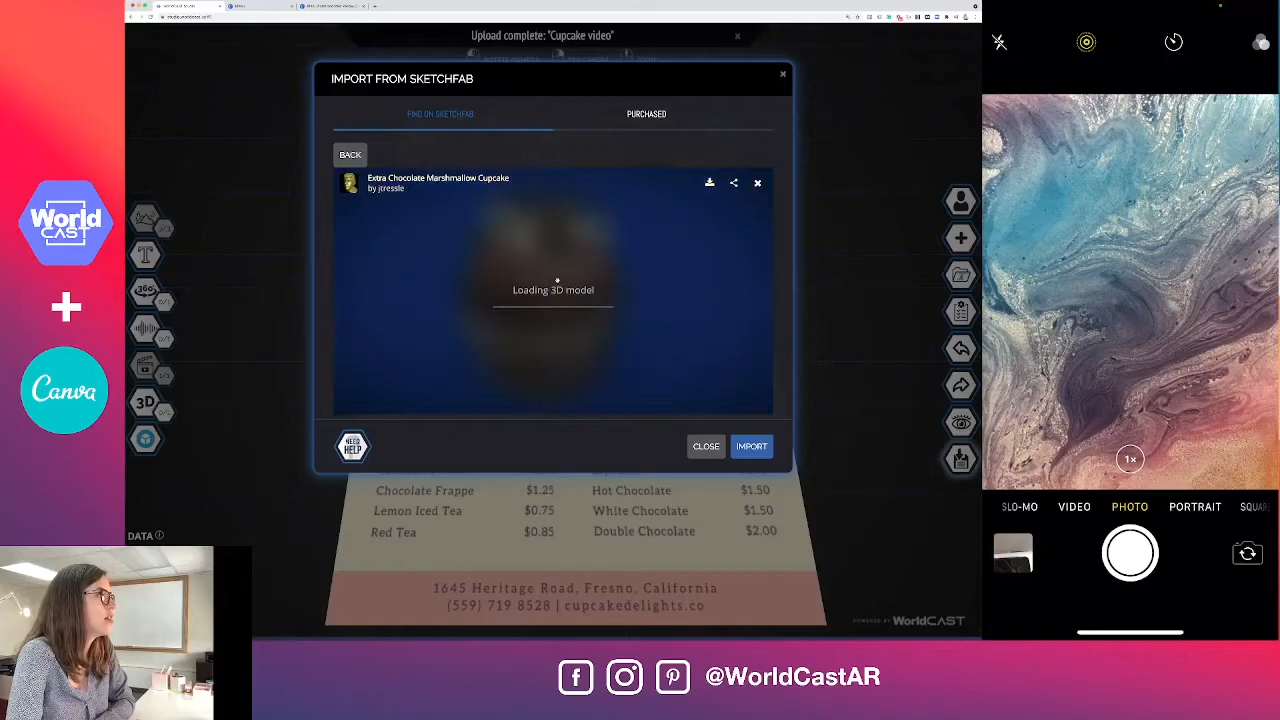 Upload complete: "Cupcake video"
IMPORT FROM SKETCHFAB
FIND ON SKETCHFAB
PURCHASED
BACK
Extra Chocolate Marshmallow Cupcake
by jtressle
Loading 3D model
NEED
HELP
CLOSE
IMPORT
World
CAST
Canva
T
360°
3D
Chocolate Frappe $1.25 Hot Chocolate $1.50
Lemon Iced Tea $0.75 White Chocolate $1.50
Red Tea $0.85 Double Chocolate $2.00
DATA
1645 Heritage Road, Fresno, California
(559) 719 8528 | cupcakedelights.co
POWERED BY WorldCAST
1×
SLO-MO VIDEO PHOTO PORTRAIT SQUAR
@WorldCastAR